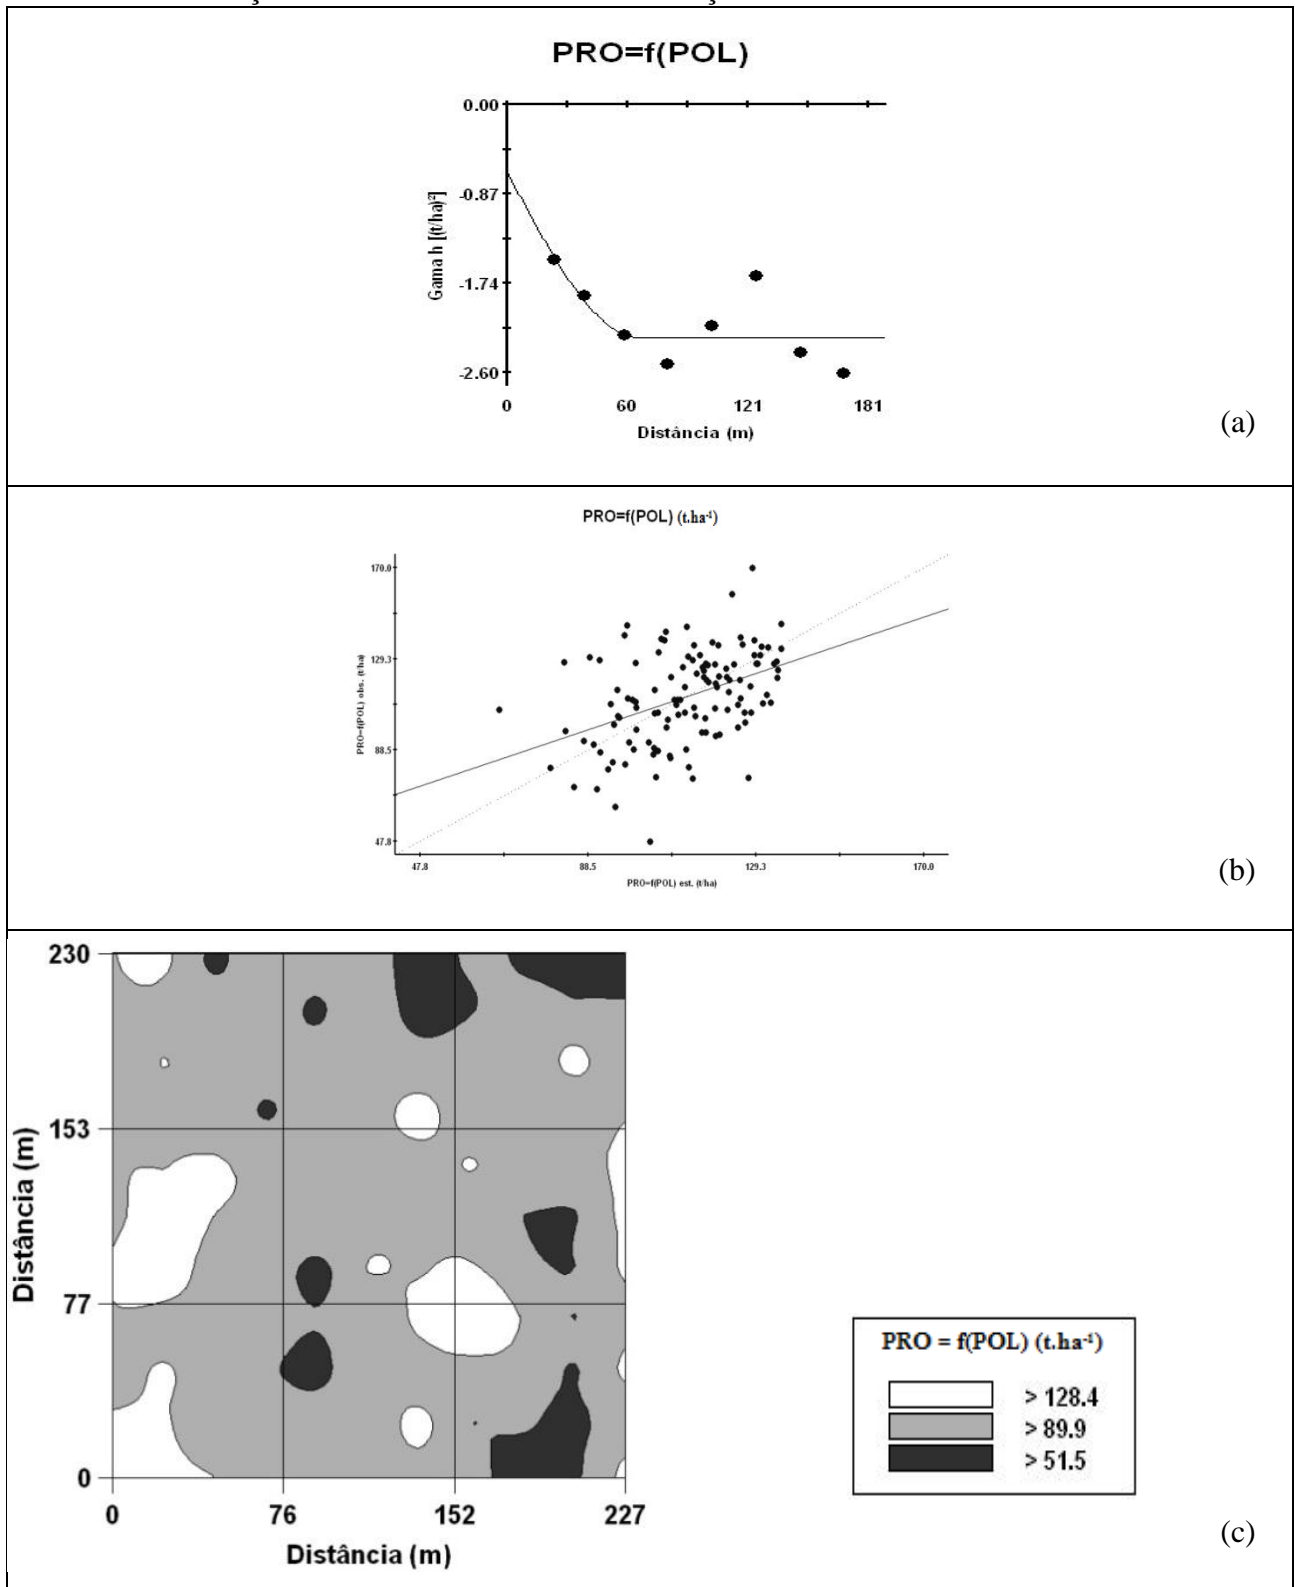 PRO=f(POL)
0.00
-0.87
-1.74
-2.60
Gama h [(t/ha)²]
0 60 121 181
Distância (m)
(a)
PRO=f(POL) (t.ha⁻¹)
170.0
129.3
88.5
47.8
PRO=f(POL) obs. (t/ha)
47.8 88.5 129.3 170.0
PRO=f(POL) est. (t/ha)
(b)
230
153
77
0
Distância (m)
0 76 152 227
Distância (m)
PRO = f(POL) (t.ha⁻¹)
> 128.4
> 89.9
> 51.5
(c)